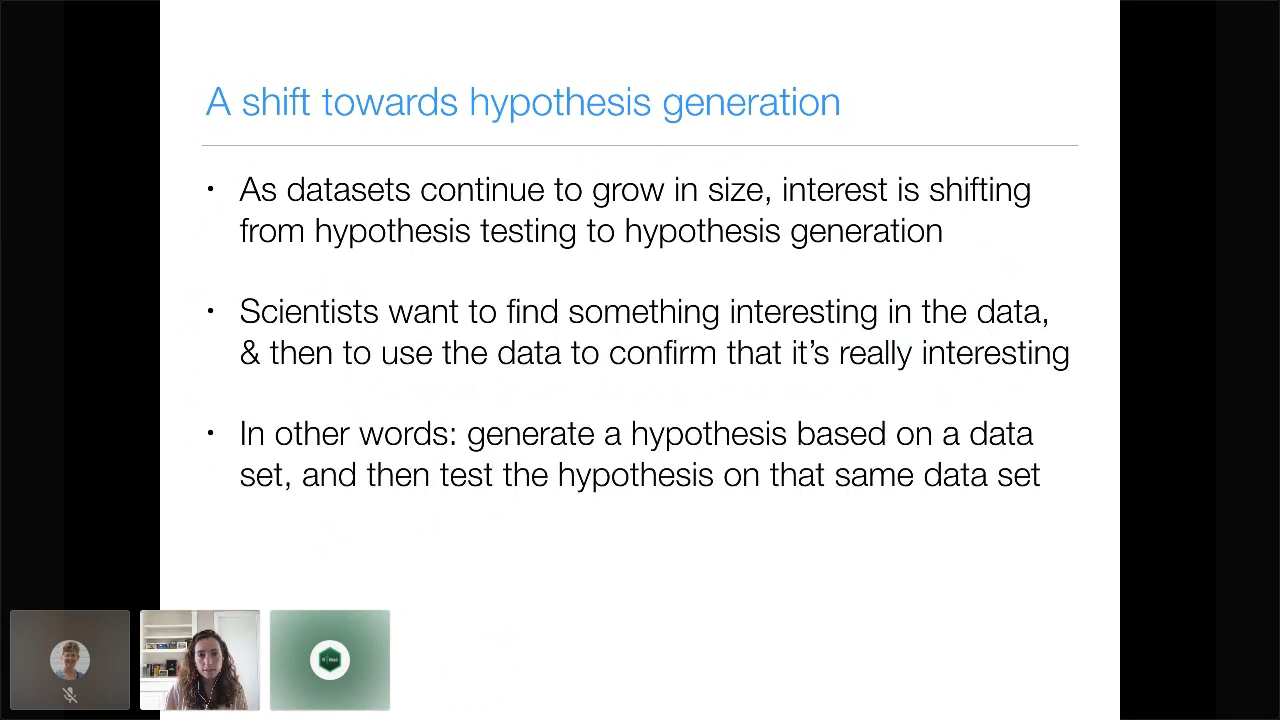 A shift towards hypothesis generation
• As datasets continue to grow in size, interest is shifting
from hypothesis testing to hypothesis generation
• Scientists want to find something interesting in the data,
& then to use the data to confirm that it’s really interesting
• In other words: generate a hypothesis based on a data
set, and then test the hypothesis on that same data set